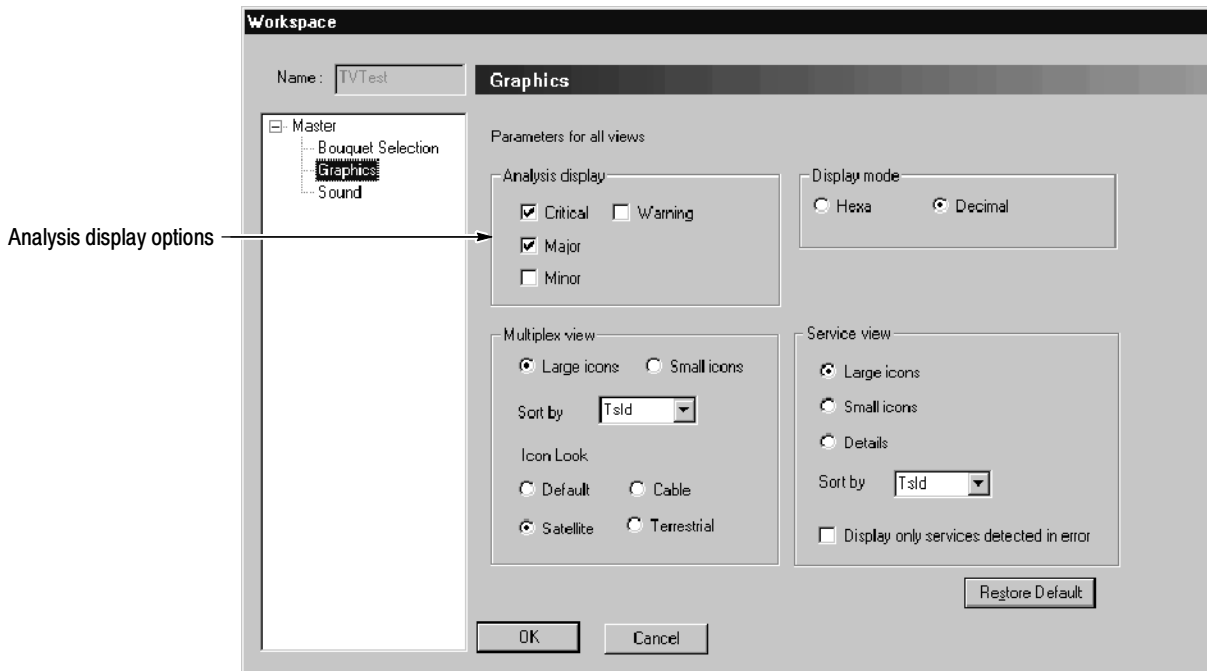 Workspace
Name : TVTest
Graphics
Master
Bouquet Selection
Graphics
Sound
Parameters for all views
Analysis display
Critical
Warning
Major
Minor
Display mode
Hexa
Decimal
Analysis display options
Multiplex view
Large icons
Small icons
Sort by TsId
Icon Look
Default
Cable
Satellite
Terrestrial
Service view
Large icons
Small icons
Details
Sort by TsId
Display only services detected in error
Restore Default
OK
Cancel